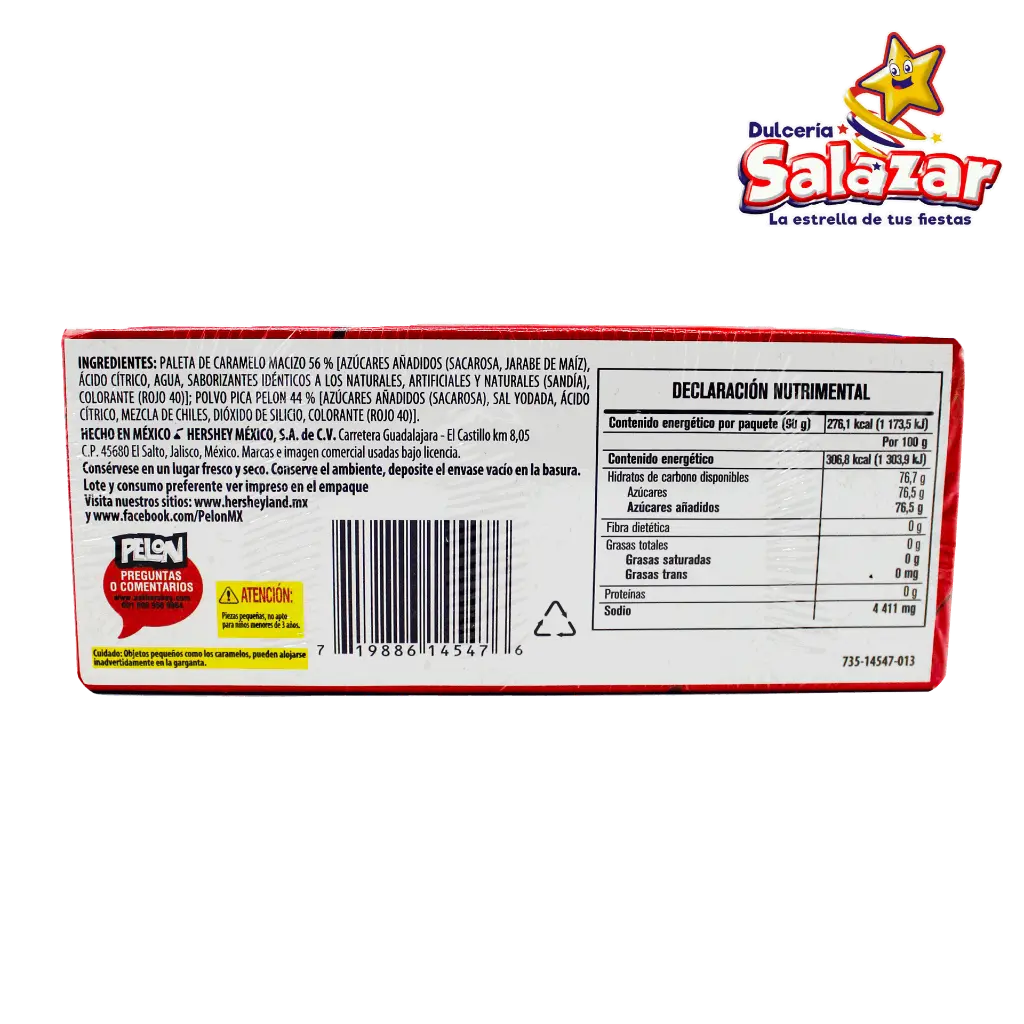 Dulcería
Salazar
La estrella de tus fiestas
INGREDIENTES: PALETA DE CARAMELO MACIZO 56 % [AZÚCARES AÑADIDOS (SACAROSA, JARABE DE MAÍZ),
ÁCIDO CÍTRICO, AGUA, SABORIZANTES IDÉNTICOS A LOS NATURALES, ARTIFICIALES Y NATURALES (SANDÍA),
COLORANTE (ROJO 40)]; POLVO PICA PELON 44 % [AZÚCARES AÑADIDOS (SACAROSA), SAL YODADA, ÁCIDO
CÍTRICO, MEZCLA DE CHILES, DIÓXIDO DE SILICIO, COLORANTE (ROJO 40)].
HECHO EN MÉXICO HERSHEY MÉXICO, S.A. de C.V. Carretera Guadalajara - El Castillo km 8,05
C.P. 45680 El Salto, Jalisco, México. Marcas e imagen comercial usadas bajo licencia.
Consérvese en un lugar fresco y seco. Conserve el ambiente, deposite el envase vacío en la basura.
Lote y consumo preferente ver impreso en el empaque
Visita nuestros sitios: www.hersheyland.mx
y www.facebook.com/PelonMX
PELON
PREGUNTAS
O COMENTARIOS
ATENCIÓN:
Piezas pequeñas, no apte
para niños menores de 3 años.
Cuidado: Objetos pequeños como los caramelos, pueden alojarse
inadvertidamente en la garganta.
7 19886 14547 6
DECLARACIÓN NUTRIMENTAL
Contenido energético por paquete (90 g) 276,1 kcal (1 173,5 kJ)
Por 100 g
Contenido energético 306,8 kcal (1 303,9 kJ)
Hidratos de carbono disponibles 76,7 g
Azúcares 76,5 g
Azúcares añadidos 76,5 g
Fibra dietética 0 g
Grasas totales 0 g
Grasas saturadas 0 g
Grasas trans 0 mg
Proteínas 0 g
Sodio 4 411 mg
735-14547-013